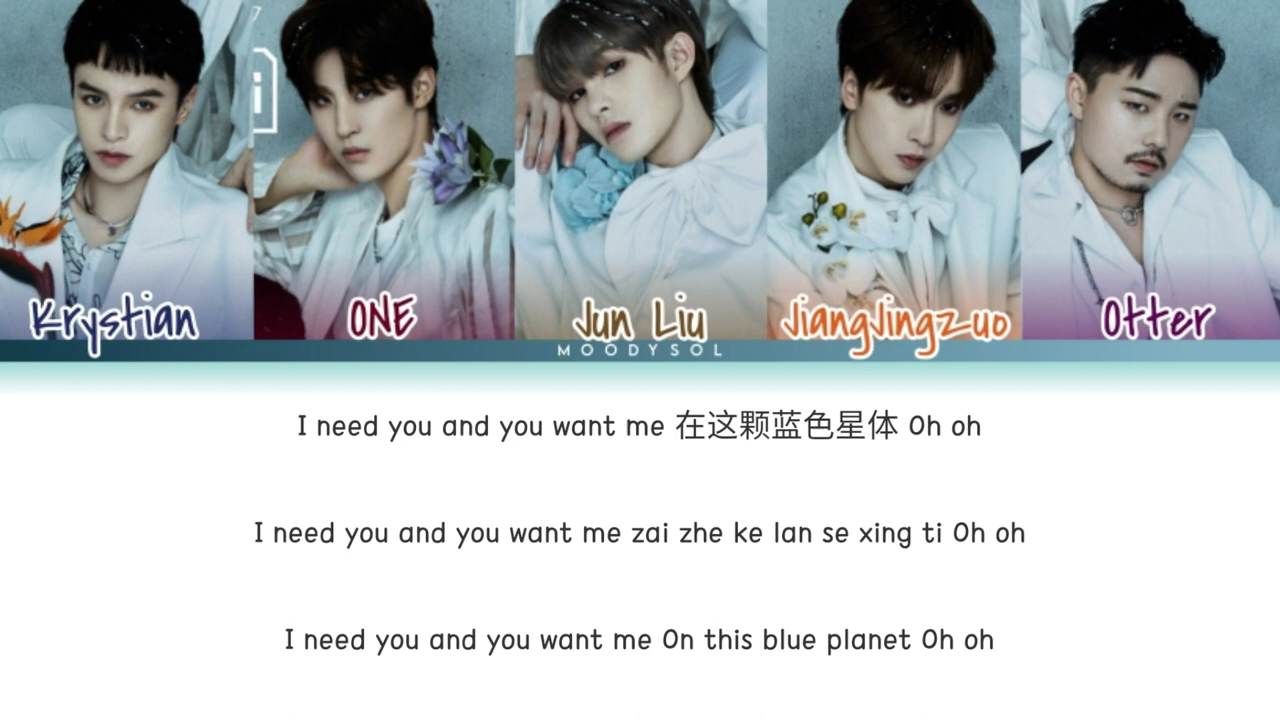 7
i
Krystian
ONE
Jun Liu
JiangJingZuo
Otter
MOODYSOL
I need you and you want me 在这颗蓝色星体 Oh oh
I need you and you want me zai zhe ke lan se xing ti Oh oh
I need you and you want me On this blue planet Oh oh